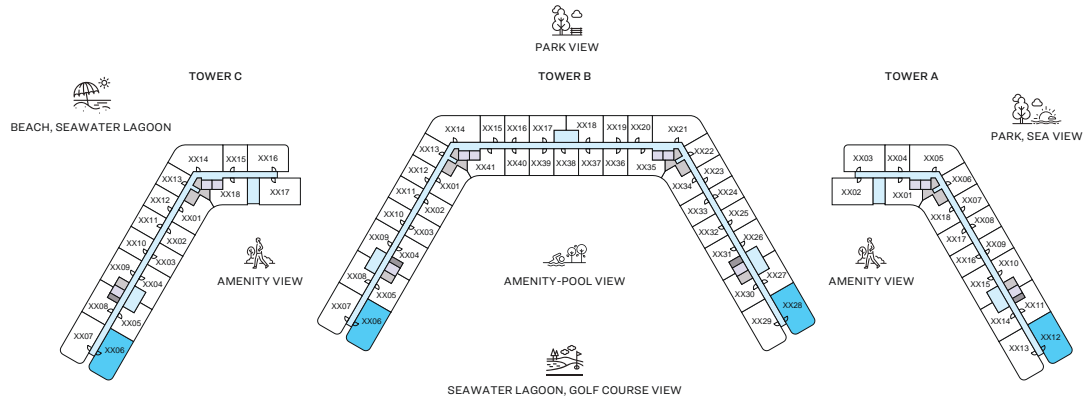 PARK VIEW
TOWER C
TOWER B
TOWER A
BEACH, SEAWATER LAGOON
PARK, SEA VIEW
XX14
XX15
XX16
XX13
XX12
XX11
XX10
XX09
XX08
XX07
XX17
XX18
XX01
XX02
XX03
XX04
XX05
XX06
AMENITY VIEW
XX14
XX15
XX16
XX17
XX18
XX19
XX20
XX21
XX13
XX12
XX11
XX10
XX09
XX08
XX07
XX41
XX40
XX39
XX38
XX37
XX36
XX35
XX01
XX02
XX03
XX04
XX05
XX06
XX22
XX23
XX24
XX25
XX26
XX27
XX28
XX34
XX33
XX32
XX31
XX30
XX29
AMENITY-POOL VIEW
SEAWATER LAGOON, GOLF COURSE VIEW
XX03
XX04
XX05
XX02
XX01
XX06
XX07
XX08
XX09
XX10
XX11
XX12
XX18
XX17
XX16
XX15
XX14
XX13
AMENITY VIEW